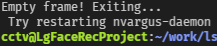 Empty frame! Exiting...
Try restarting nvargus-daemon
cctv@LgFaceRecProject:~/work/ls